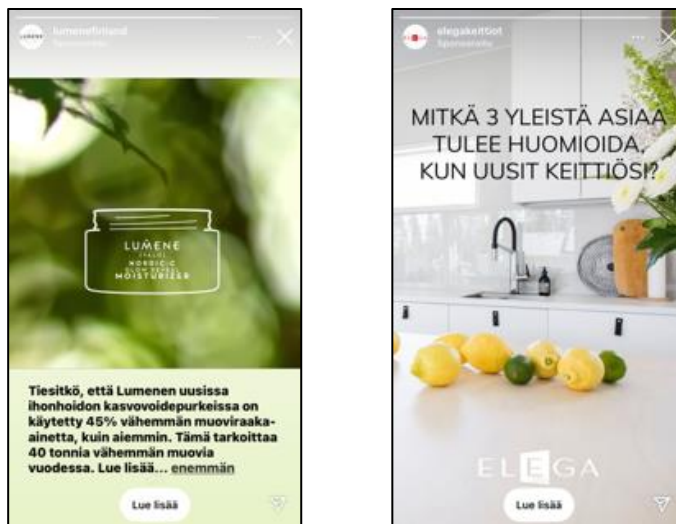 lumenefinland
Sponsoroitu
LUMENE
NORDICIC
GLOW REVEAL
MOISTURIZER
Tiesitkö, että Lumenen uusissa
ihonhoidon kasvovoidepurkeissa on
käytetty 45% vähemmän muoviraaka-
ainetta, kuin aiemmin. Tämä tarkoittaa
40 tonnia vähemmän muovia
vuodessa. Lue lisää... enemmän
Lue lisää
elegakeittiot
Sponsoroitu
MITKÄ 3 YLEISTÄ ASIAA
TULEE HUOMIOIDA,
KUN UUSIT KEITTIÖSI?
ELEGA
Lue lisää